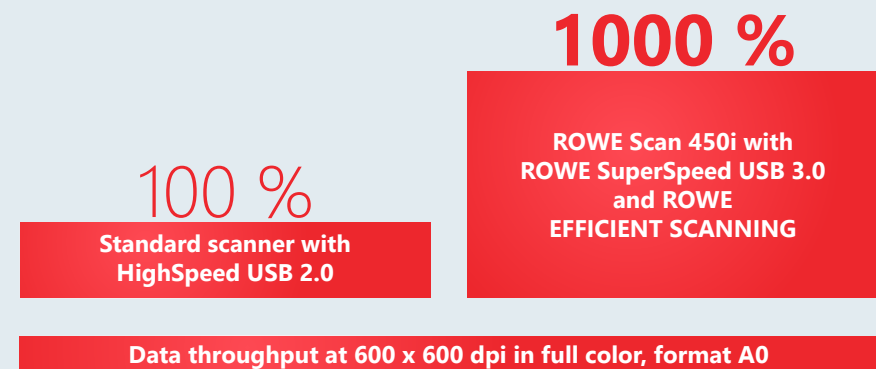 1000 %
ROWE Scan 450i with
ROWE SuperSpeed USB 3.0
and ROWE
EFFICIENT SCANNING
100 %
Standard scanner with
HighSpeed USB 2.0
Data throughput at 600 x 600 dpi in full color, format A0